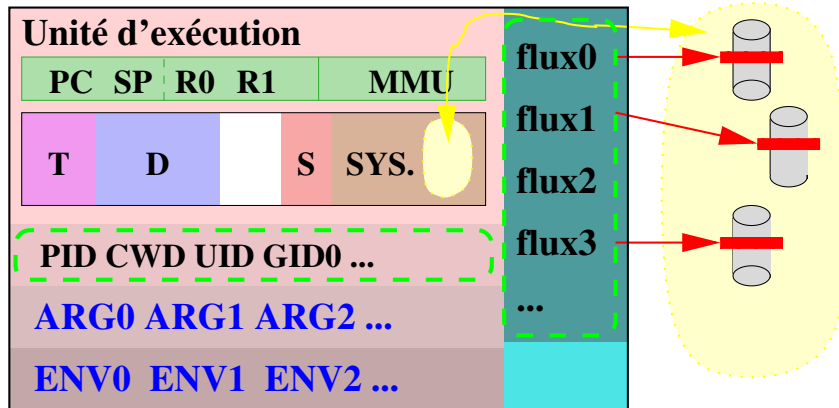 Unité d'exécution
PC SP R0 R1 MMU
T D S SYS.
PID CWD UID GID0 ...
ARG0 ARG1 ARG2 ...
ENV0 ENV1 ENV2 ...
flux0
flux1
flux2
flux3
...